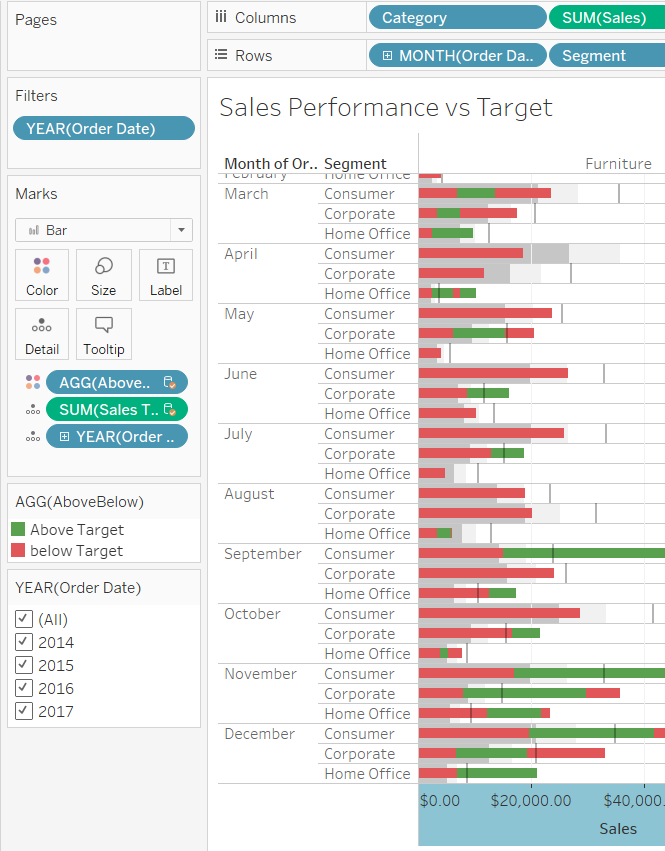 Pages
Columns
Category
SUM(Sales)
Rows
MONTH(Order Da..
Segment
Filters
YEAR(Order Date)
Marks
Bar
Color
Size
Label
Detail
Tooltip
AGG(Above..
SUM(Sales T..
YEAR(Order ..
AGG(AboveBelow)
Above Target
below Target
YEAR(Order Date)
(All)
2014
2015
2016
2017
Sales Performance vs Target
Month of Or.. Segment Furniture
February Home Office
March Consumer
Corporate
Home Office
April Consumer
Corporate
Home Office
May Consumer
Corporate
Home Office
June Consumer
Corporate
Home Office
July Consumer
Corporate
Home Office
August Consumer
Corporate
Home Office
September Consumer
Corporate
Home Office
October Consumer
Corporate
Home Office
November Consumer
Corporate
Home Office
December Consumer
Corporate
Home Office
$0.00 $20,000.00 $40,000.
Sales